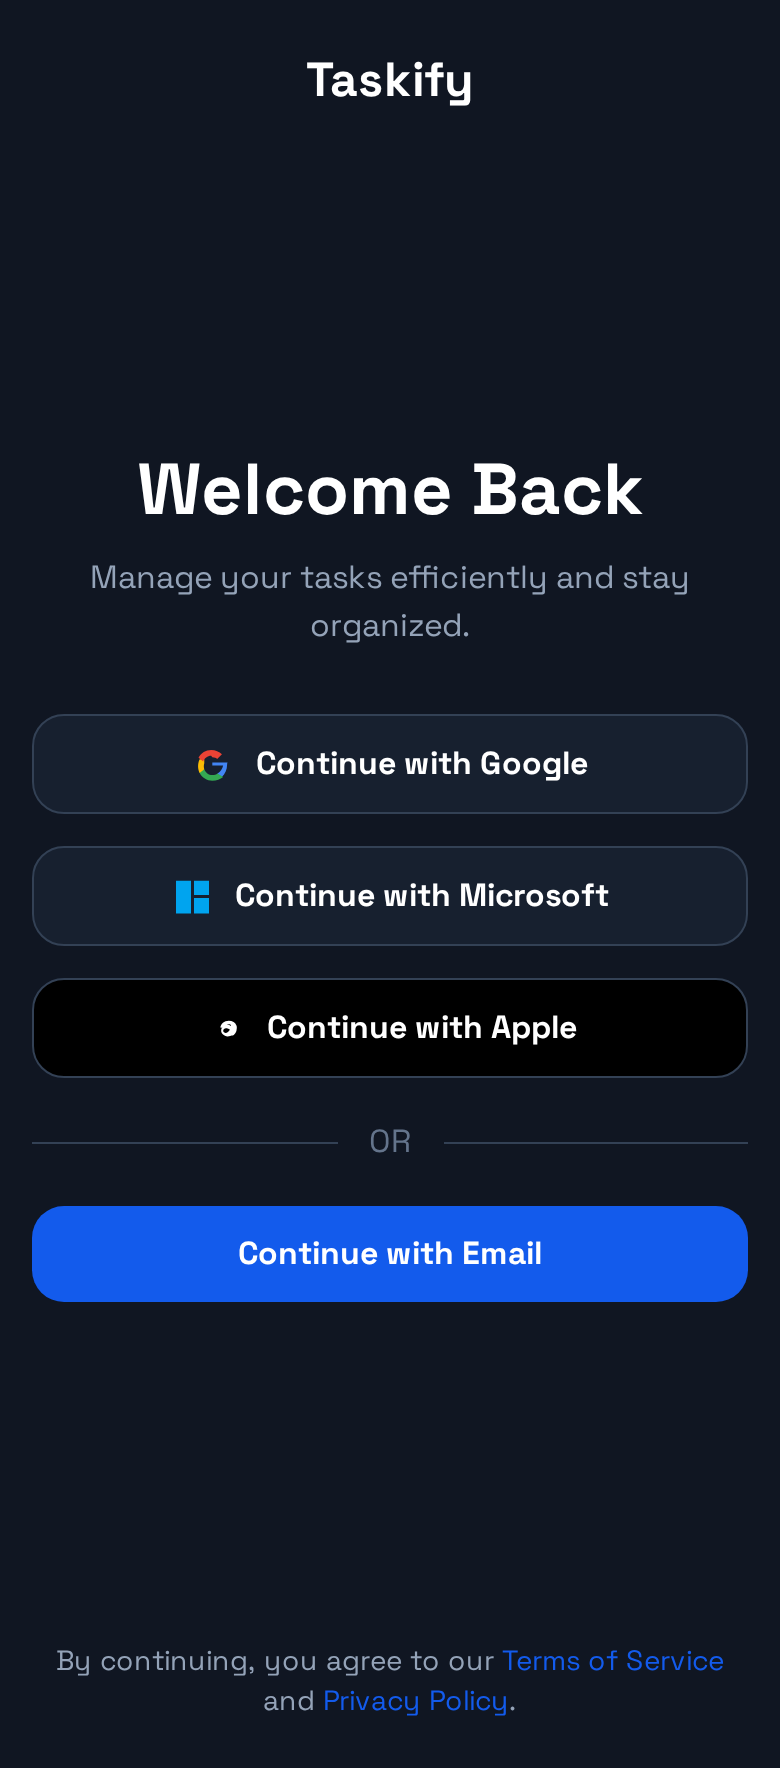 Taskify
Welcome Back
Manage your tasks efficiently and stay
organized.
Continue with Google
Continue with Microsoft
Continue with Apple
OR
Continue with Email
By continuing, you agree to our Terms of Service
and Privacy Policy.